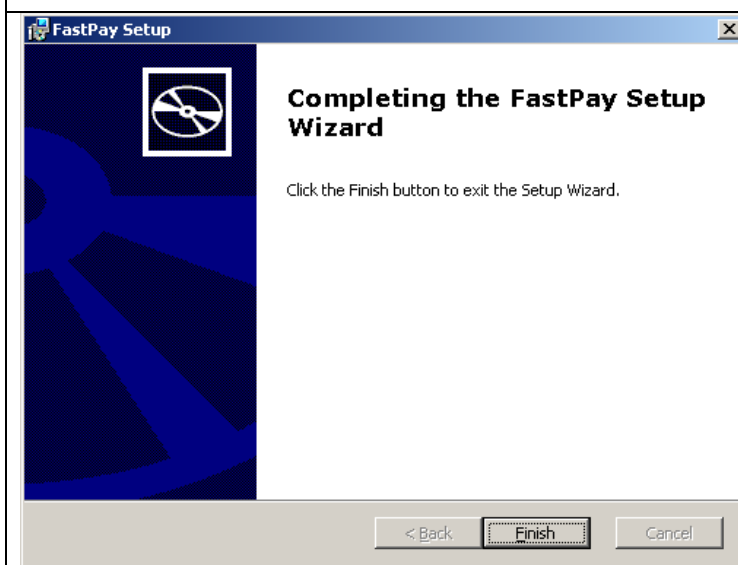 FastPay Setup
Completing the FastPay Setup
Wizard
Click the Finish button to exit the Setup Wizard.
< Back
Finish
Cancel